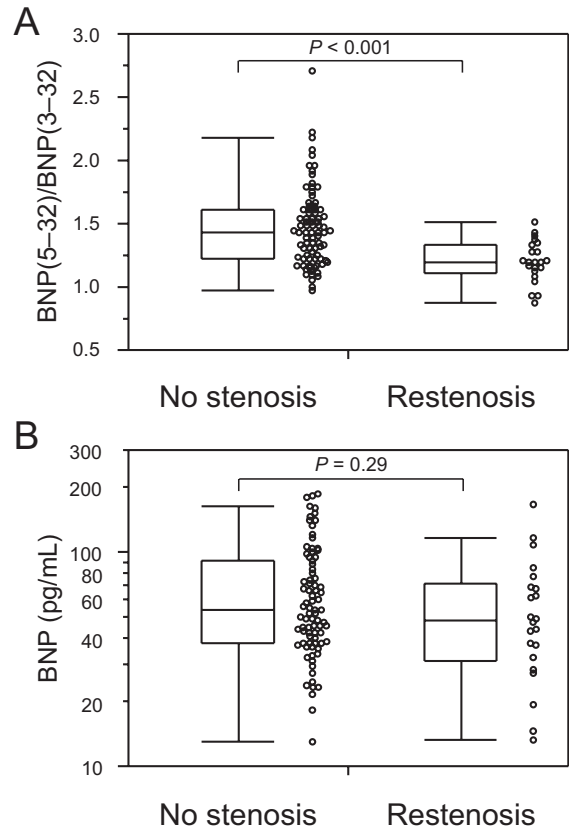 A
P < 0.001
BNP(5–32)/BNP(3–32)
3.0
2.5
2.0
1.5
1.0
0.5
No stenosis Restenosis
B
P = 0.29
BNP (pg/mL)
300
200
100
80
60
40
20
10
No stenosis Restenosis